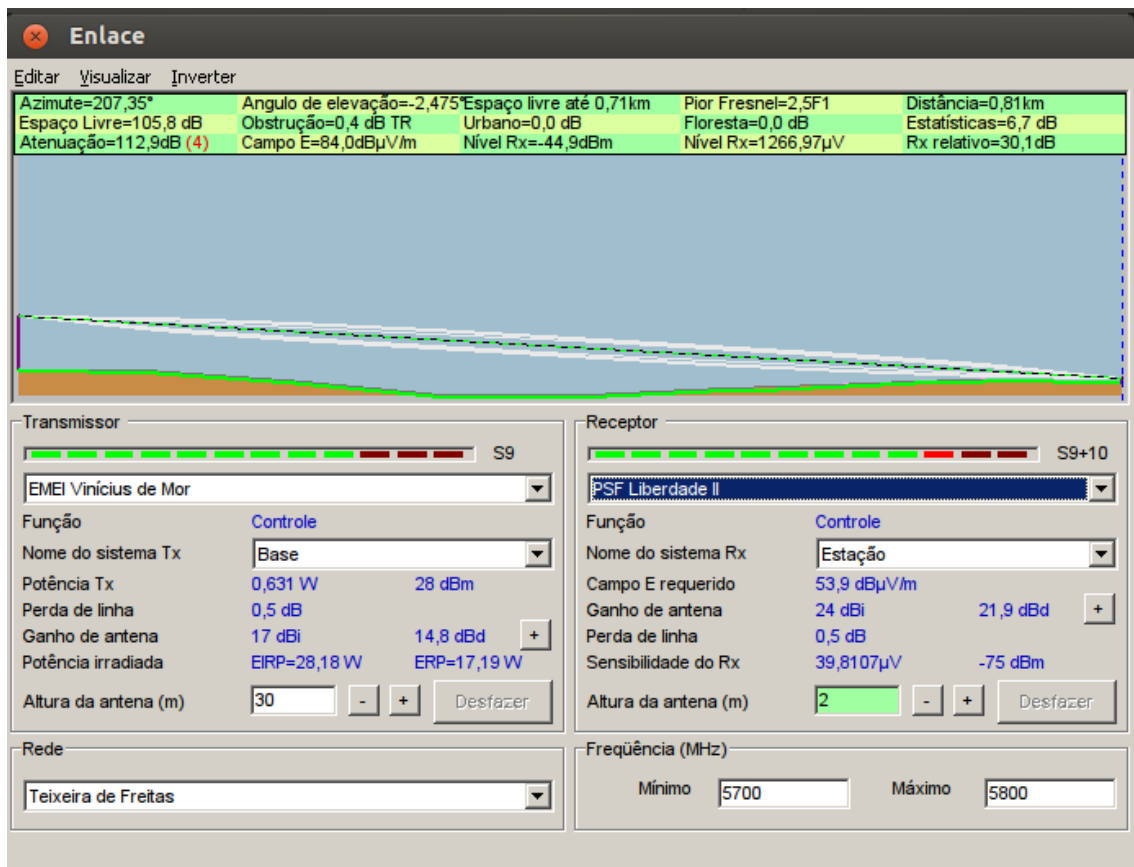 Enlace
Editar Visualizar Inverter
Azimute=207,35° Angulo de elevação=-2,475° Espaço livre até 0,71km Pior Fresnel=2,5F1 Distância=0,81km
Espaço Livre=105,8 dB Obstrução=0,4 dB TR Urbano=0,0 dB Floresta=0,0 dB Estatísticas=6,7 dB
Atenuação=112,9dB (4) Campo E=84,0dBµV/m Nível Rx=-44,9dBm Nível Rx=1266,97µV Rx relativo=30,1dB
Transmissor
S9
EMEI Vinícius de Mor
Função Controle
Nome do sistema Tx Base
Potência Tx 0,631 W 28 dBm
Perda de linha 0,5 dB
Ganho de antena 17 dBi 14,8 dBd +
Potência irradiada EIRP=28,18 W ERP=17,19 W
Altura da antena (m) 30 - + Desfazer
Rede
Teixeira de Freitas
Receptor
S9+10
PSF Liberdade II
Função Controle
Nome do sistema Rx Estação
Campo E requerido 53,9 dBµV/m
Ganho de antena 24 dBi 21,9 dBd +
Perda de linha 0,5 dB
Sensibilidade do Rx 39,8107µV -75 dBm
Altura da antena (m) 2 - + Desfazer
Freqüência (MHz)
Mínimo 5700 Máximo 5800